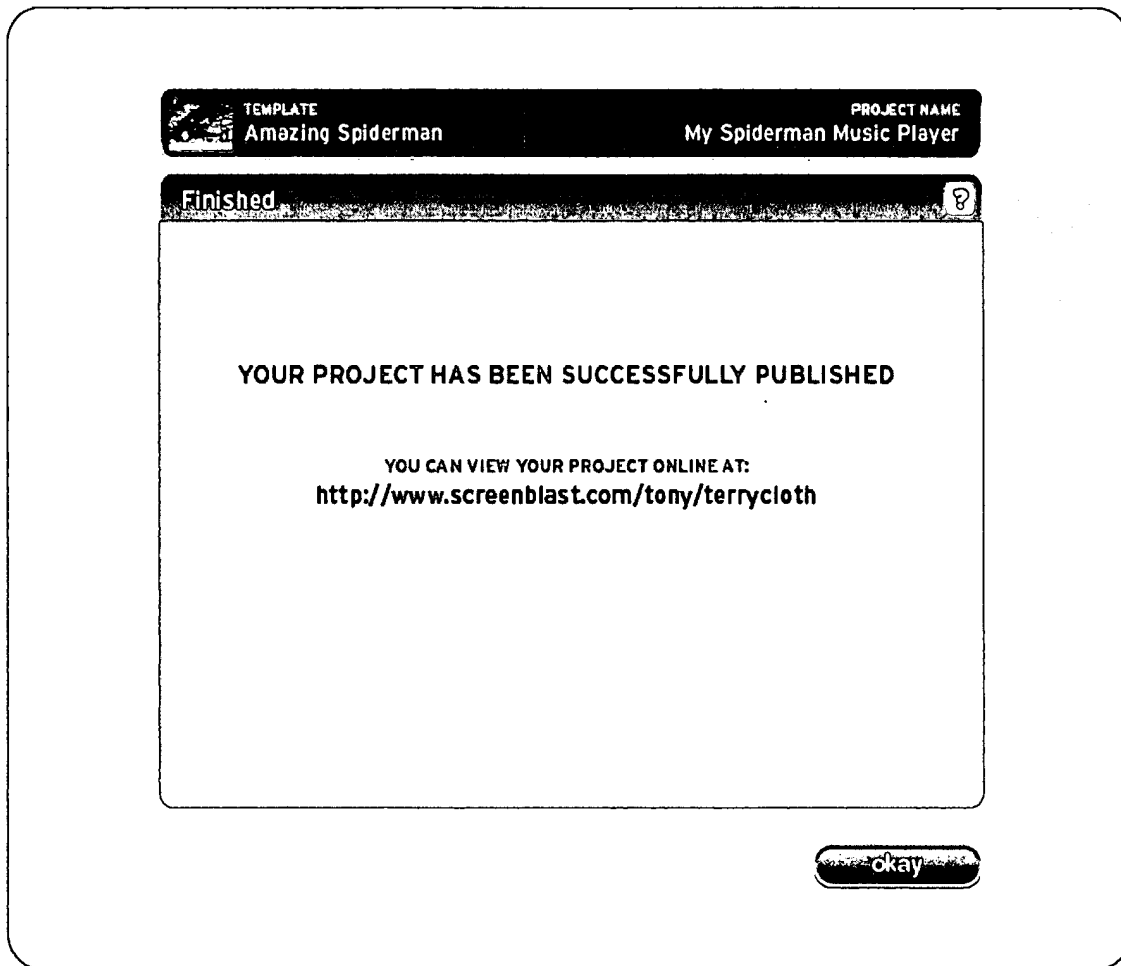 TEMPLATE
Amazing Spiderman
PROJECT NAME
My Spiderman Music Player
Finished
?
YOUR PROJECT HAS BEEN SUCCESSFULLY PUBLISHED
YOU CAN VIEW YOUR PROJECT ONLINE AT:
http://www.screenblast.com/tony/terrycloth
okay